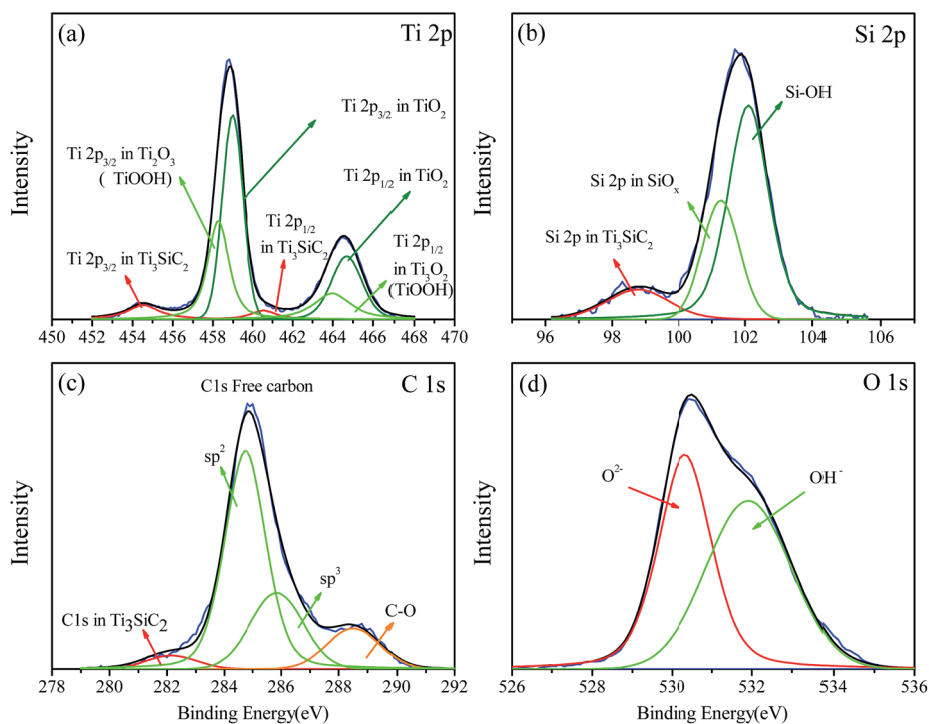 (a)
Ti 2p
Ti 2p3/2 in TiO2
Ti 2p3/2 in Ti2O3
( TiOOH)
Ti 2p1/2 in TiO2
Ti 2p1/2
in Ti3SiC2
Ti 2p1/2
in Ti3O2
(TiOOH)
Ti 2p3/2 in Ti3SiC2
Intensity
450 452 454 456 458 460 462 464 466 468 470
(b)
Si 2p
Si-OH
Si 2p in SiOx
Si 2p in Ti3SiC2
Intensity
96 98 100 102 104 106
(c)
C 1s
C1s Free carbon
sp2
sp3
C1s in Ti3SiC2
C-O
Intensity
278 280 282 284 286 288 290 292
Binding Energy(eV)
(d)
O 1s
O2-
OH-
Intensity
526 528 530 532 534 536
Binding Energy(eV)